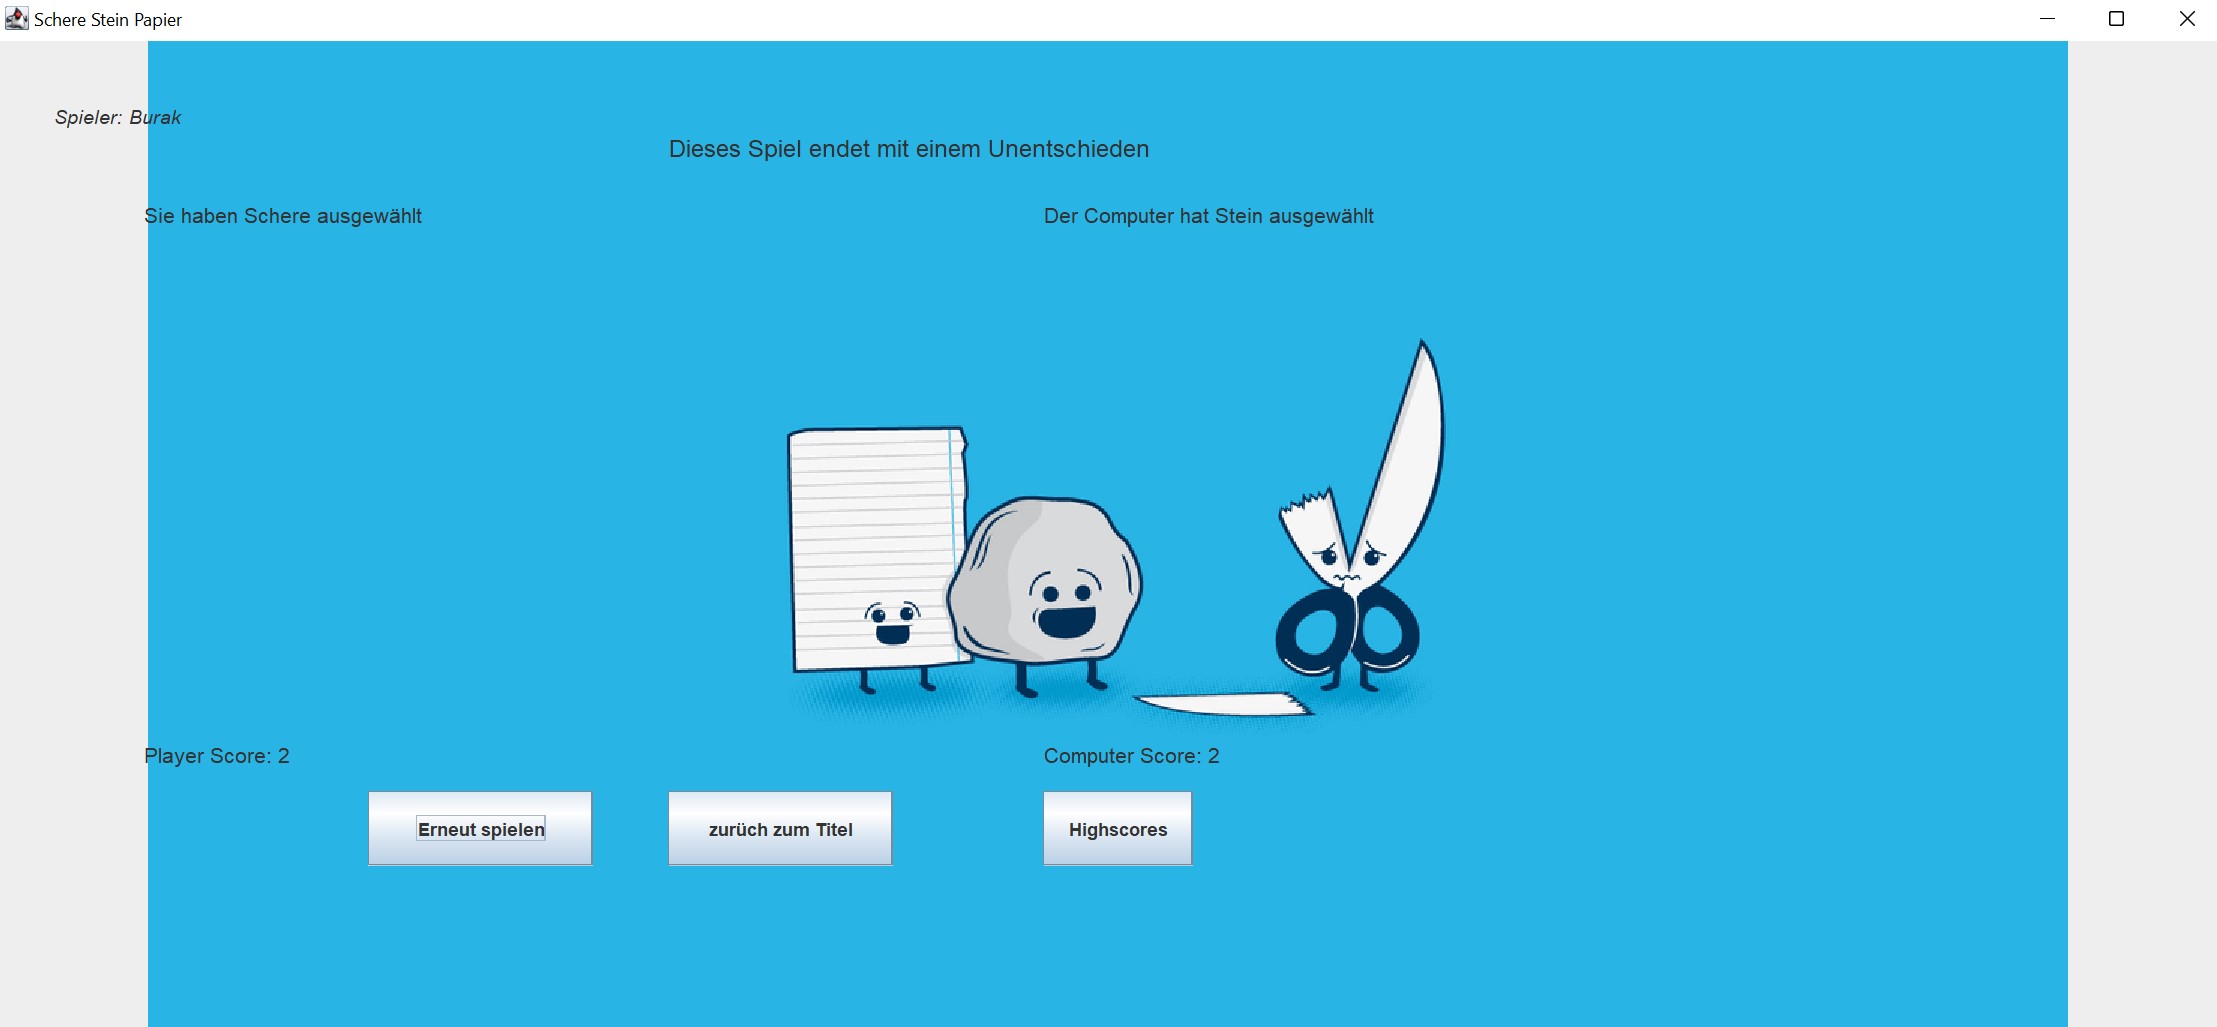 Schere Stein Papier
Spieler: Burak
Dieses Spiel endet mit einem Unentschieden
Sie haben Schere ausgewählt
Der Computer hat Stein ausgewählt
Player Score: 2
Computer Score: 2
Erneut spielen
zurüch zum Titel
Highscores